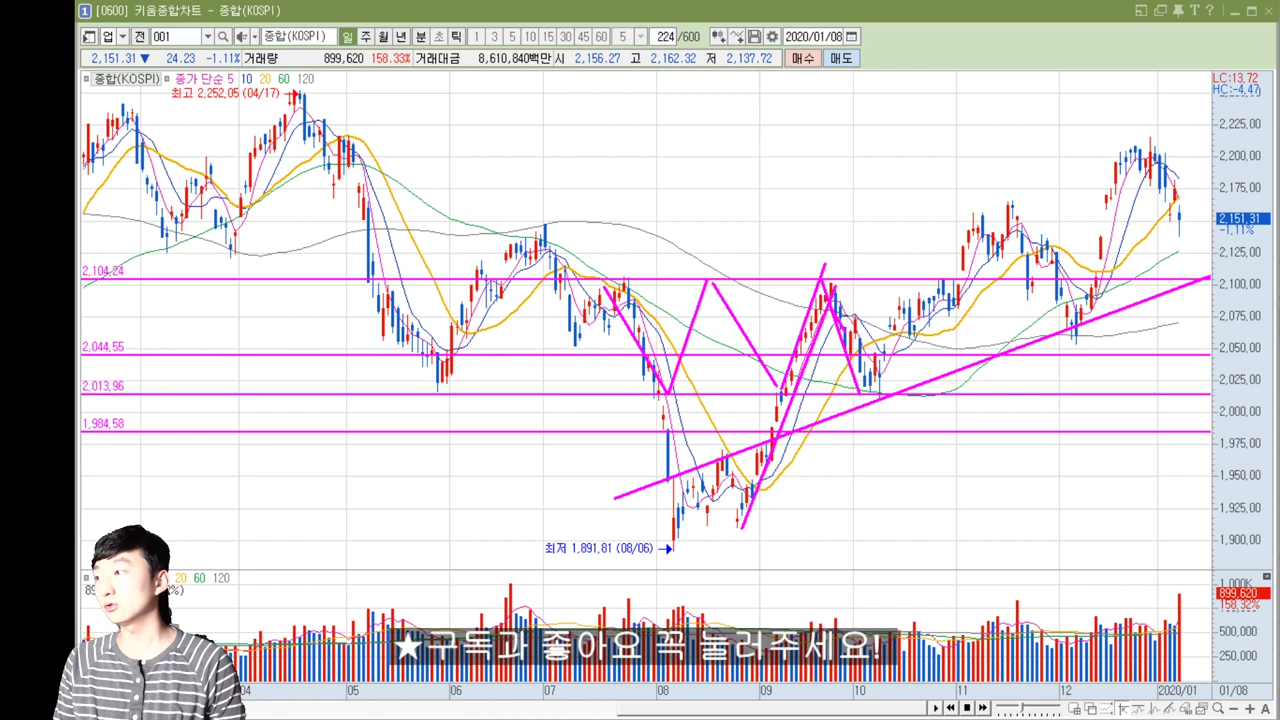 1 [0600] 키움종합차트 - 종합(KOSPI)
업 전 001 종합(KOSPI) 일 주 월 년 분 초 틱 1 3 5 10 15 30 45 60 5 224 /600 2020/01/08
2,151.31 ▼ 24.23 -1.11% 거래량 899,620 158.33% 거래대금 8,610,840백만 시 2,156.27 고 2,162.32 저 2,137.72 매수 매도
종합(KOSPI) 종가 단순 5 10 20 60 120
LC:13.72
HC:-4.47
최고 2,252.05 (04/17)
2,225.00
2,200.00
2,175.00
2,151.31
-1.11%
2,125.00
2,104.24
2,100.00
2,075.00
2,044.55
2,050.00
2,013.96
2,025.00
2,000.00
1,984.58
1,975.00
1,950.00
1,925.00
최저 1,891.81 (08/06)
1,900.00
20 60 120
1,000K
899,620
158.32%
500,000
250,000
★구독과 좋아요 꼭 눌러주세요!
04 05 06 07 08 09 10 11 12 2020/01 01/08